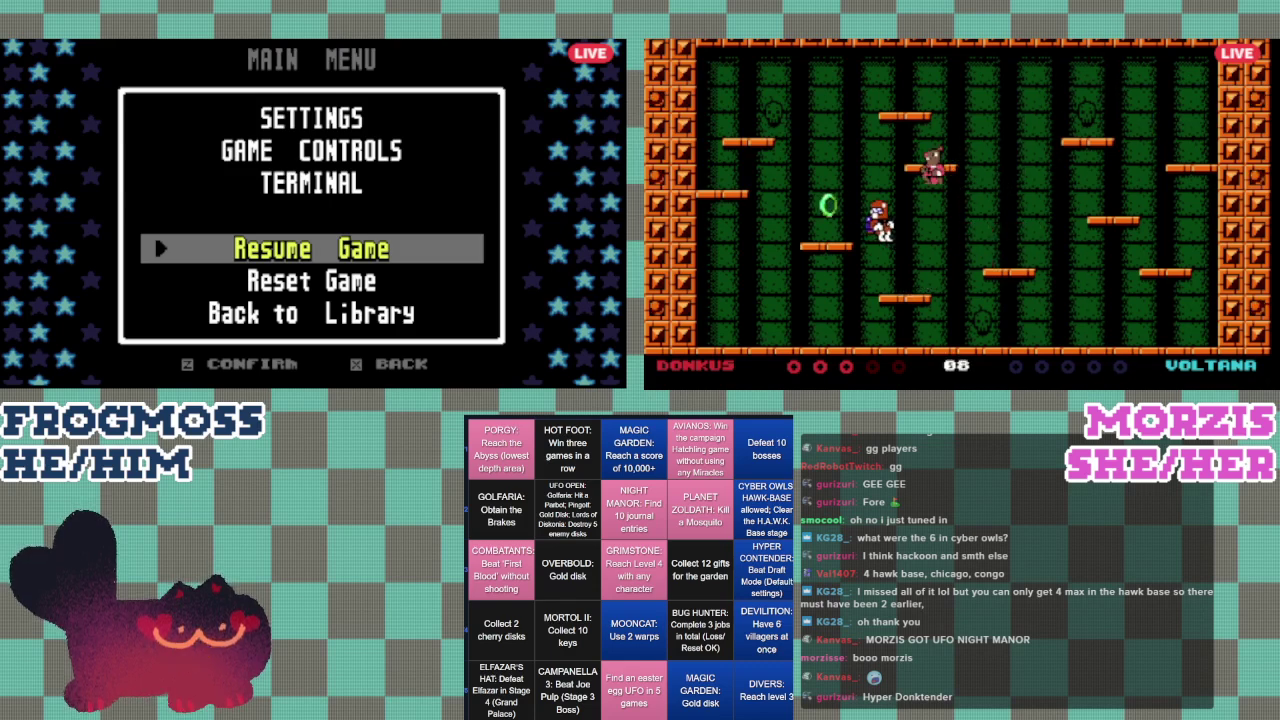 MAIN MENU
LIVE
SETTINGS
GAME CONTROLS
TERMINAL
Resume Game
Reset Game
Back to Library
Z CONFIRM X BACK
LIVE
DONKUS
08
VOLTANA
FROGMOSS
HE/HIM
MORZIS
SHE/HER
PORGY:
Reach the
Abyss (lowest
depth area)
HOT FOOT:
Win three
games in a
row
MAGIC
GARDEN:
Reach a score
of 10,000+
AVIANOS: Win
the campaign
Hatchling game
without using
any Miracles
Defeat 10
bosses
GOLFARIA:
Obtain the
Brakes
UFO OPEN:
Golfaria: Hit a
Parbot; Pingolf:
Gold Disk; Lords of
Diskonia: Destroy 5
enemy disks
NIGHT
MANOR: Find
10 journal
entries
PLANET
ZOLDATH: Kill
a Mosquito
CYBER OWLS:
HAWK-BASE
allowed; Clear
the H.A.W.K.
Base stage
COMBATANTS:
Beat 'First
Blood' without
shooting
OVERBOLD:
Gold disk
GRIMSTONE:
Reach Level 4
with any
character
Collect 12 gifts
for the garden
HYPER
CONTENDER:
Beat Draft
Mode (Default
settings)
Collect 2
cherry disks
MORTOL II:
Collect 10
keys
MOONCAT:
Use 2 warps
BUG HUNTER:
Complete 3 jobs
in total (Loss/
Reset OK)
DEVILITION:
Have 6
villagers at
once
ELFAZAR'S
HAT: Defeat
Elfazar in Stage
4 (Grand
Palace)
CAMPANELLA
3: Beat Joe
Pulp (Stage 3
Boss)
Find an easter
egg UFO in 5
games
MAGIC
GARDEN:
Gold disk
DIVERS:
Reach level 3
Kanvas_: gg players
RedRobotTwitch: gg
gurizuri: GEE GEE
gurizuri: Fore
smocool: oh no i just tuned in
KG28_: what were the 6 in cyber owls?
gurizuri: I think hackoon and smth else
Val1407: 4 hawk base, chicago, congo
KG28_: I missed all of it lol but you can only get 4 max in the hawk base so there
must have been 2 earlier,
KG28_: oh thank you
Kanvas_: MORZIS GOT UFO NIGHT MANOR
morzisse: booo morzis
Kanvas_:
gurizuri: Hyper Donktender